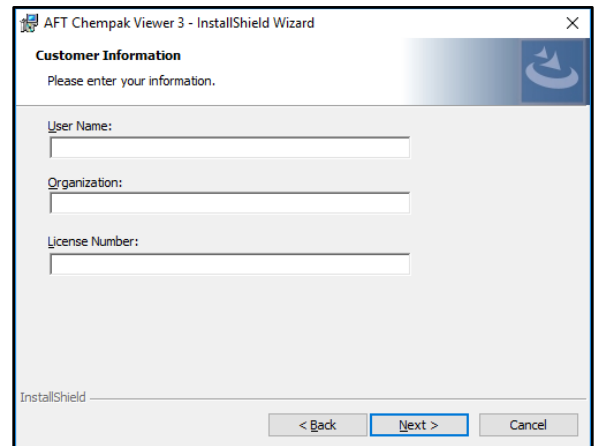 AFT Chempak Viewer 3 - InstallShield Wizard
Customer Information
Please enter your information.
User Name:
Organization:
License Number:
InstallShield
< Back
Next >
Cancel